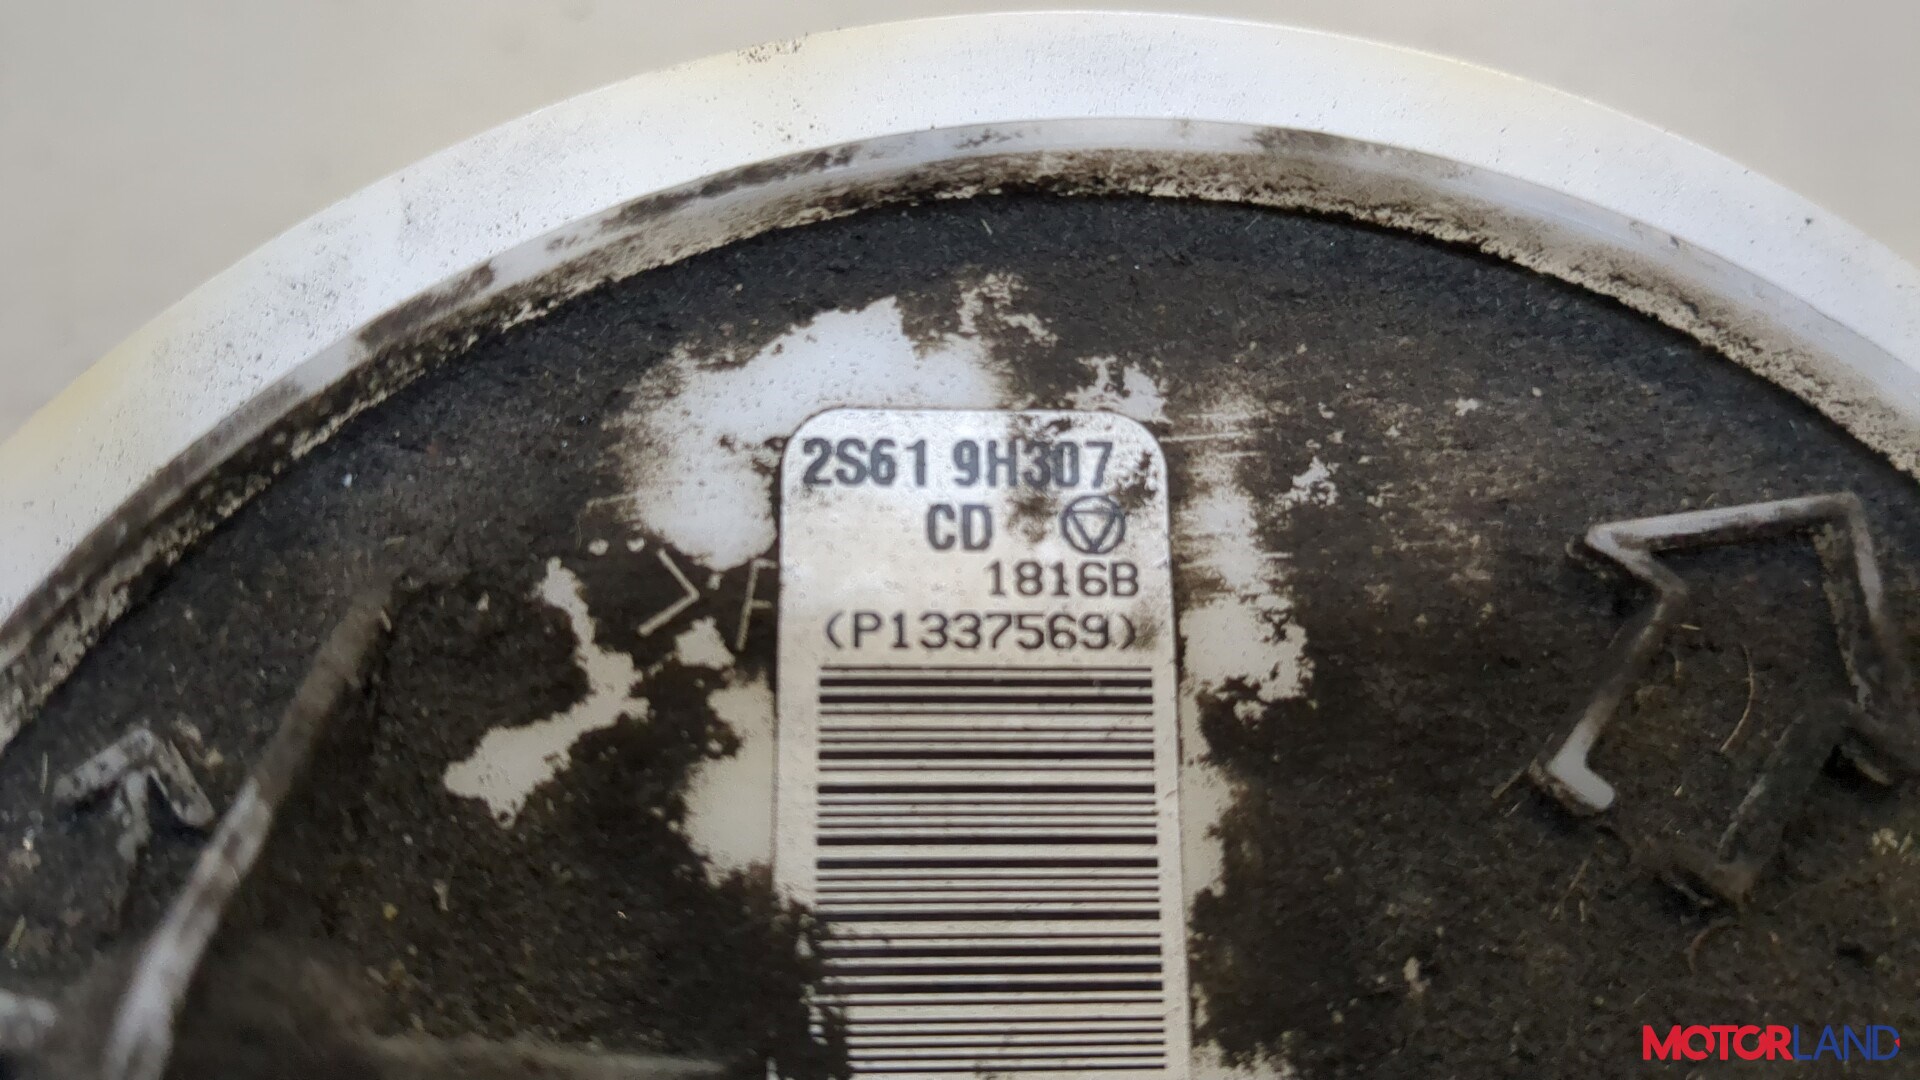 2S61 9H307
CD
1816B
(P1337569)
MOTORLAND